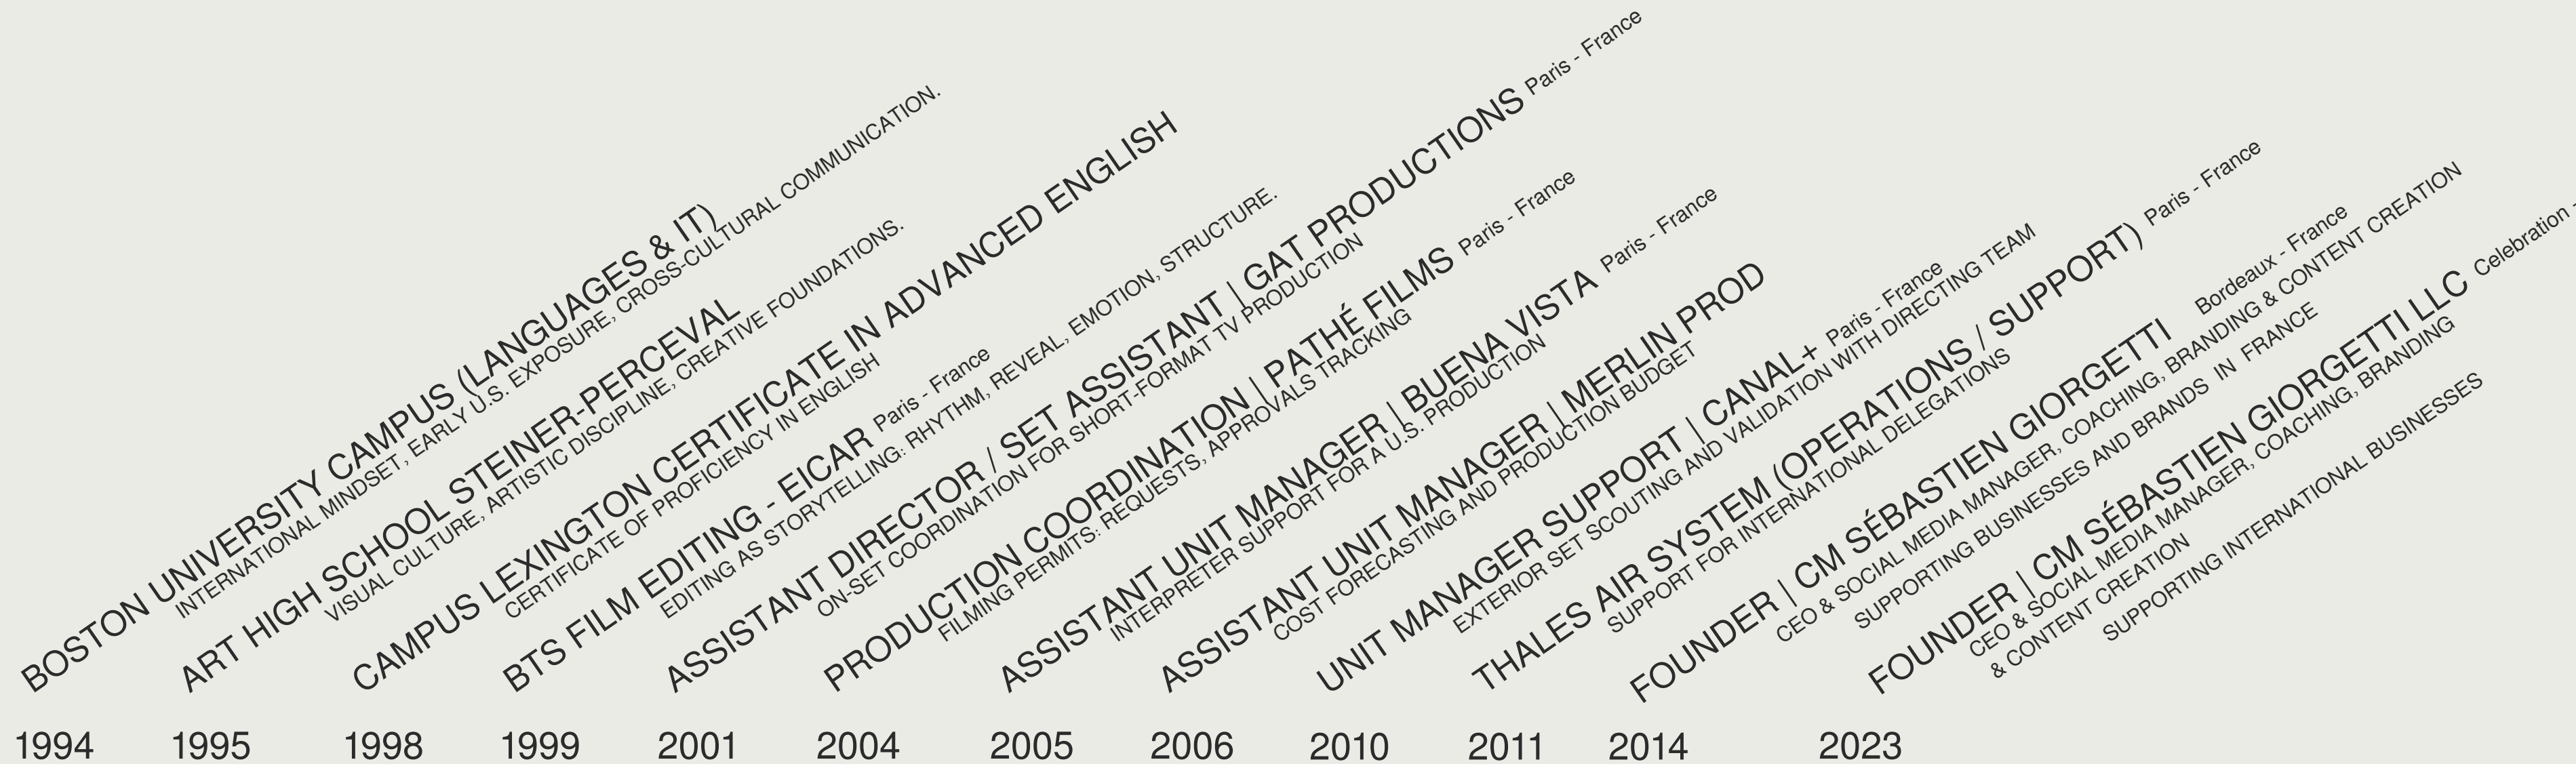 BOSTON UNIVERSITY CAMPUS (LANGUAGES & IT)
INTERNATIONAL MINDSET, EARLY U.S. EXPOSURE, CROSS-CULTURAL COMMUNICATION.
ART HIGH SCHOOL STEINER-PERCEVAL
VISUAL CULTURE, ARTISTIC DISCIPLINE, CREATIVE FOUNDATIONS.
CAMPUS LEXINGTON CERTIFICATE IN ADVANCED ENGLISH
CERTIFICATE OF PROFICIENCY IN ENGLISH
BTS FILM EDITING - EICAR Paris - France
EDITING AS STORYTELLING: RHYTHM, REVEAL, EMOTION, STRUCTURE.
ASSISTANT DIRECTOR / SET ASSISTANT | GAT PRODUCTIONS Paris - France
ON-SET COORDINATION FOR SHORT-FORMAT TV PRODUCTION
PRODUCTION COORDINATION | PATHÉ FILMS Paris - France
FILMING PERMITS: REQUESTS, APPROVALS TRACKING
ASSISTANT UNIT MANAGER | BUENA VISTA Paris - France
INTERPRETER SUPPORT FOR A U.S. PRODUCTION
ASSISTANT UNIT MANAGER | MERLIN PROD
COST FORECASTING AND PRODUCTION BUDGET
UNIT MANAGER SUPPORT | CANAL+ Paris - France
EXTERIOR SET SCOUTING AND VALIDATION WITH DIRECTING TEAM
THALES AIR SYSTEM (OPERATIONS / SUPPORT) Paris - France
SUPPORT FOR INTERNATIONAL DELEGATIONS
FOUNDER | CM SÉBASTIEN GIORGETTI Bordeaux - France
CEO & SOCIAL MEDIA MANAGER, COACHING, BRANDING & CONTENT CREATION
SUPPORTING BUSINESSES AND BRANDS IN FRANCE
FOUNDER | CM SÉBASTIEN GIORGETTI LLC Celebration -
CEO & SOCIAL MEDIA MANAGER, COACHING, BRANDING
& CONTENT CREATION
SUPPORTING INTERNATIONAL BUSINESSES
1994 1995 1998 1999 2001 2004 2005 2006 2010 2011 2014 2023